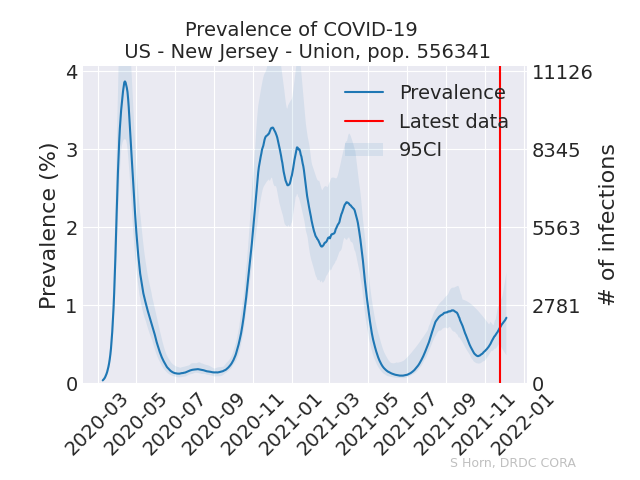 Prevalence of COVID-19
US - New Jersey - Union, pop. 556341
Prevalence (%)
4
3
2
1
0
11126
8345
5563
2781
0
# of infections
Prevalence
Latest data
95CI
2020-03
2020-05
2020-07
2020-09
2020-11
2021-01
2021-03
2021-05
2021-07
2021-09
2021-11
2022-01
S Horn, DRDC CORA